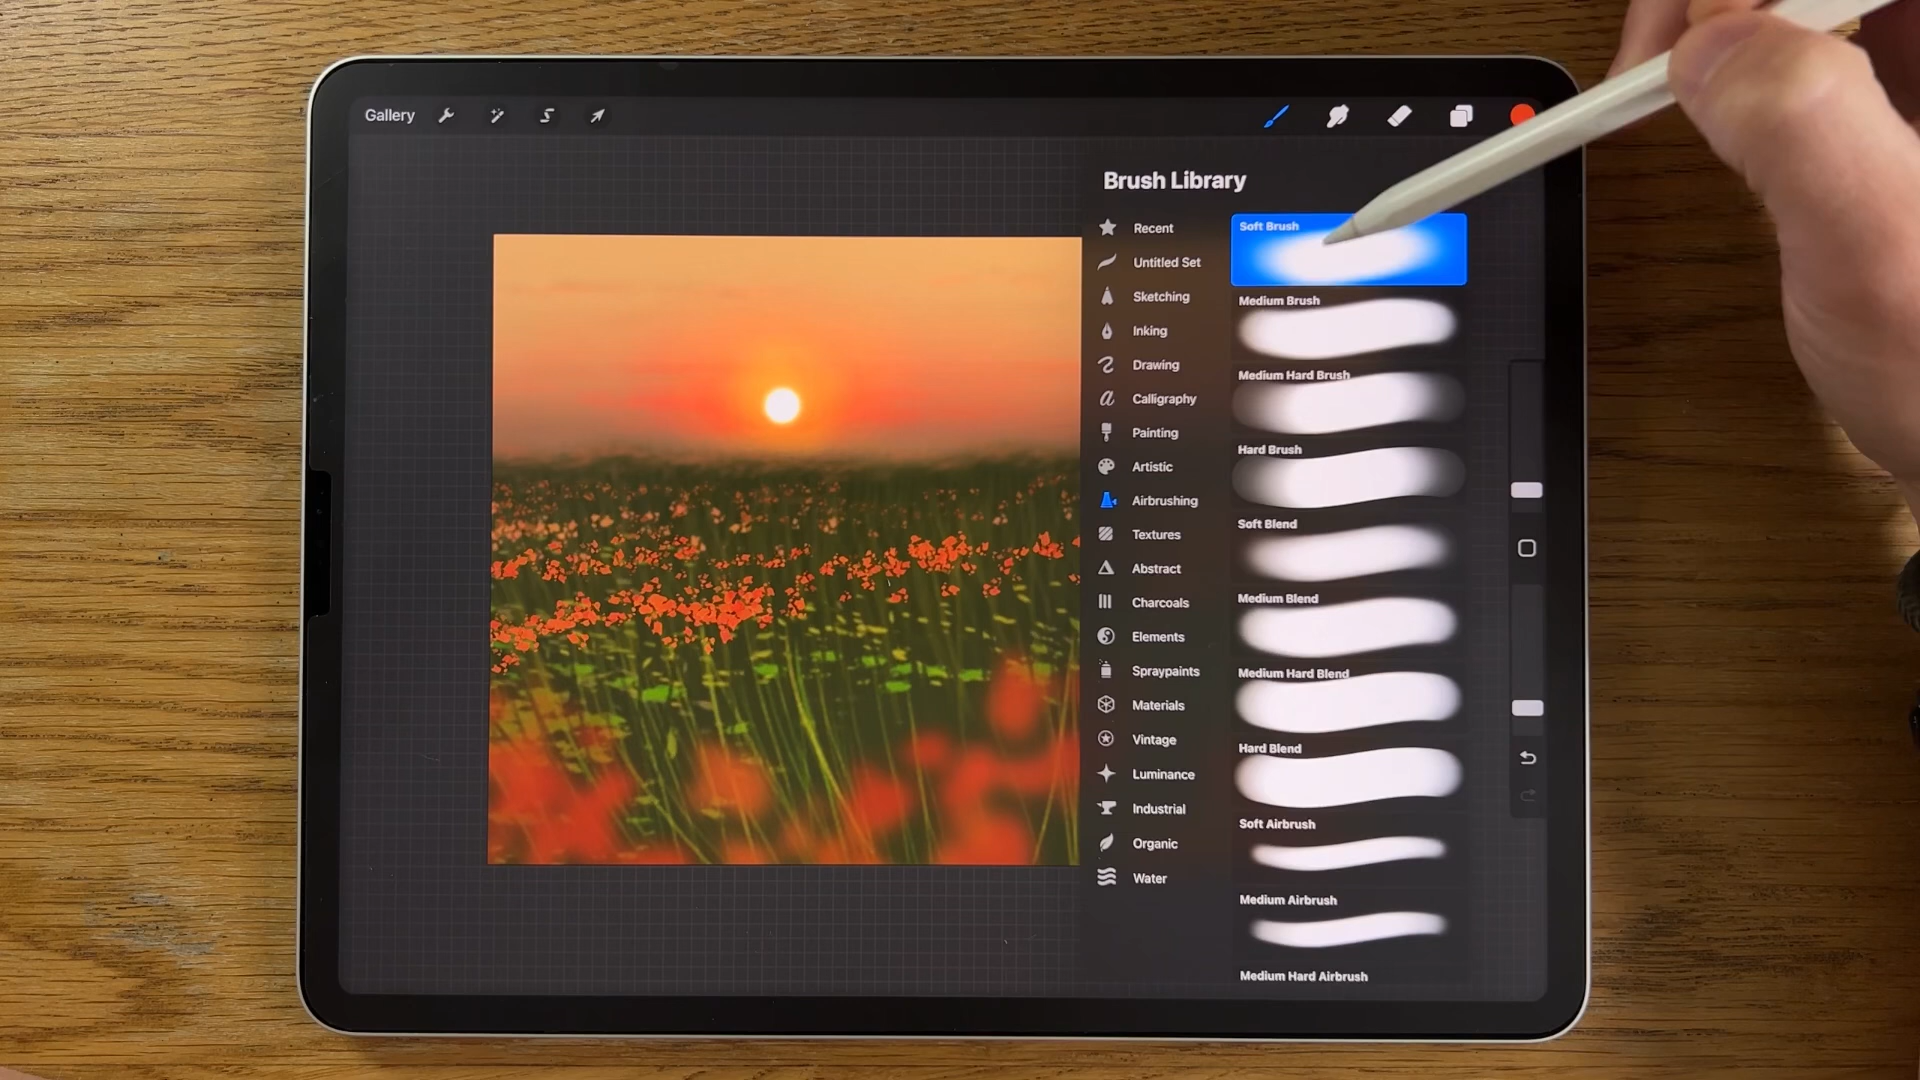 Gallery
Brush Library
Recent
Untitled Set
Sketching
Inking
Drawing
Calligraphy
Painting
Artistic
Airbrushing
Textures
Abstract
Charcoals
Elements
Spraypaints
Materials
Vintage
Luminance
Industrial
Organic
Water
Soft Brush
Medium Brush
Medium Hard Brush
Hard Brush
Soft Blend
Medium Blend
Medium Hard Blend
Hard Blend
Soft Airbrush
Medium Airbrush
Medium Hard Airbrush